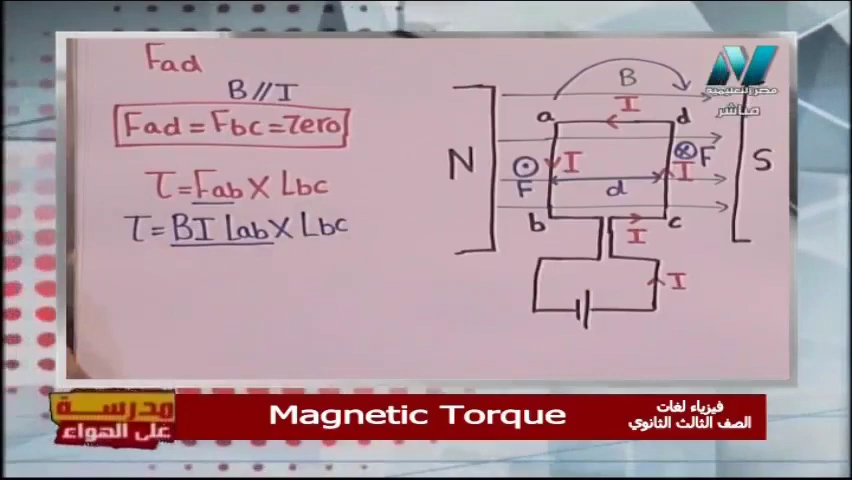 Fad
B // I
Fad = Fbc = Zero
τ = Fab X Lbc
τ = BI Lab X Lbc
B
I
a
d
N
S
I
F
I
F
d
b
c
I
I
مصر التعليمية
مباشر
مدرسة
على الهواء
Magnetic Torque
فيزياء لغات
الصف الثالث الثانوي